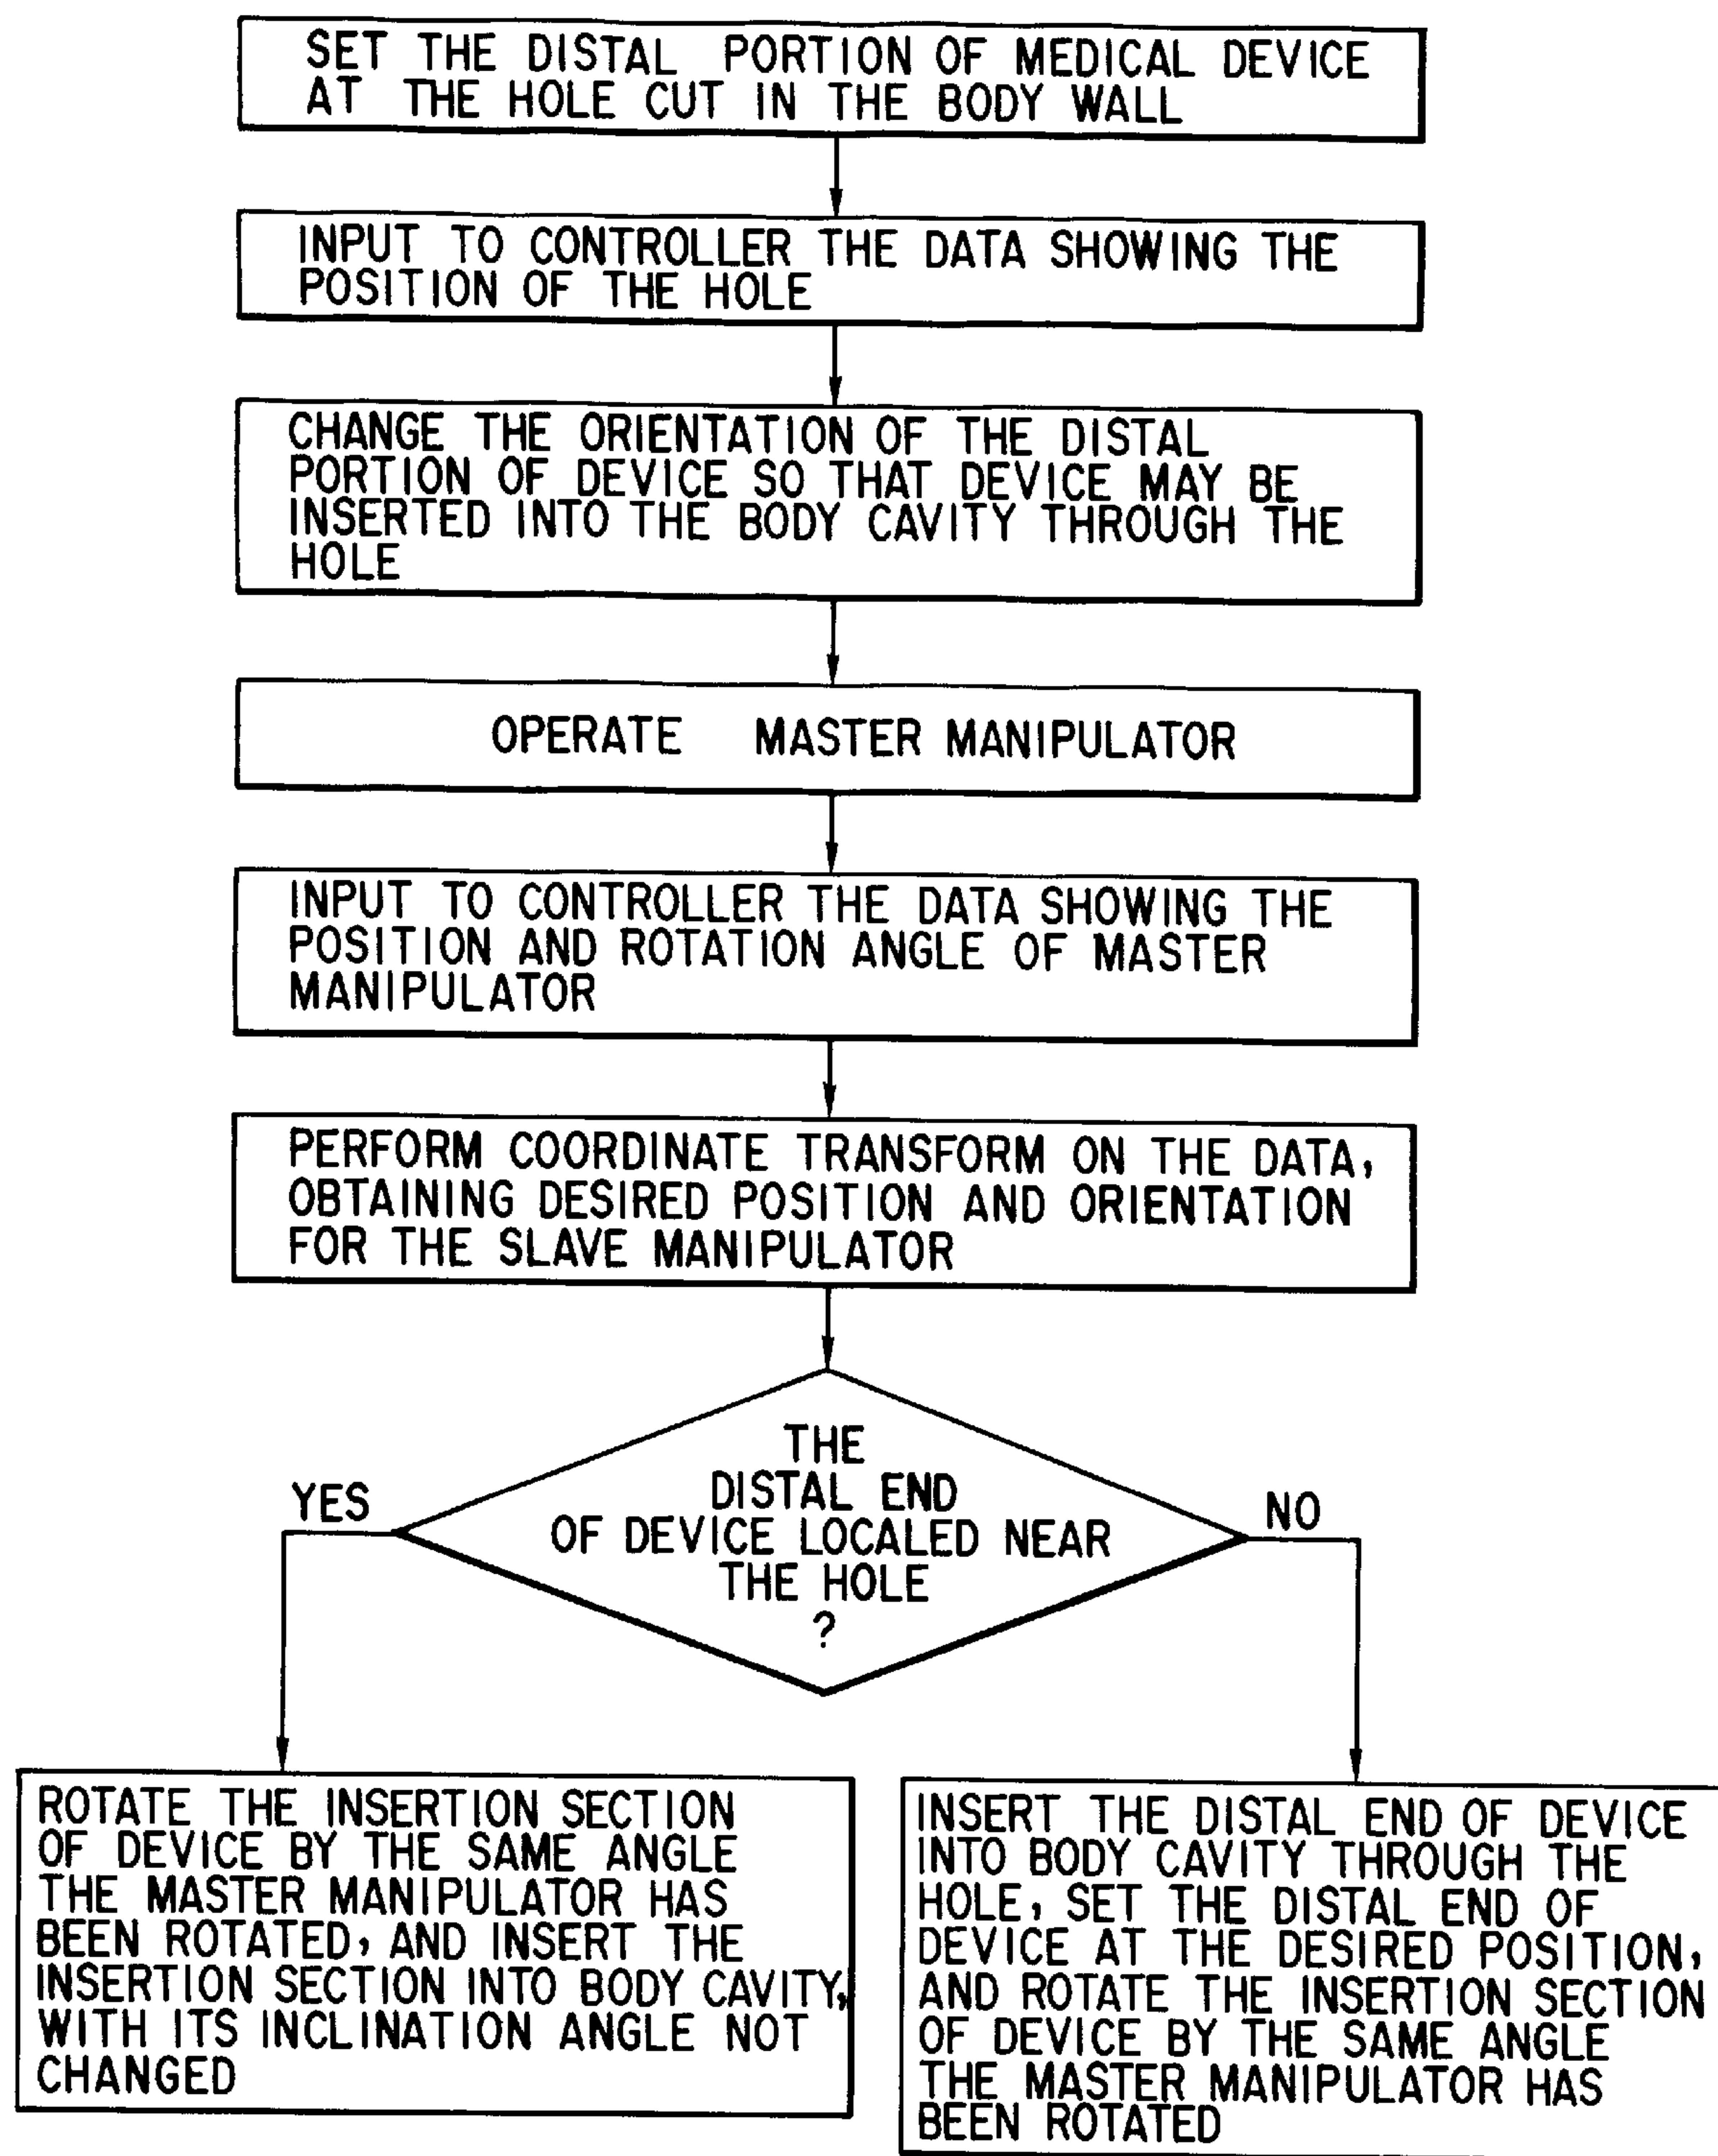 SET THE DISTAL PORTION OF MEDICAL DEVICE
AT THE HOLE CUT IN THE BODY WALL
INPUT TO CONTROLLER THE DATA SHOWING THE
POSITION OF THE HOLE
CHANGE THE ORIENTATION OF THE DISTAL
PORTION OF DEVICE SO THAT DEVICE MAY BE
INSERTED INTO THE BODY CAVITY THROUGH THE
HOLE
OPERATE MASTER MANIPULATOR
INPUT TO CONTROLLER THE DATA SHOWING THE
POSITION AND ROTATION ANGLE OF MASTER
MANIPULATOR
PERFORM COORDINATE TRANSFORM ON THE DATA,
OBTAINING DESIRED POSITION AND ORIENTATION
FOR THE SLAVE MANIPULATOR
THE
DISTAL END
OF DEVICE LOCALED NEAR
THE HOLE
?
YES
NO
ROTATE THE INSERTION SECTION
OF DEVICE BY THE SAME ANGLE
THE MASTER MANIPULATOR HAS
BEEN ROTATED, AND INSERT THE
INSERTION SECTION INTO BODY CAVITY,
WITH ITS INCLINATION ANGLE NOT
CHANGED
INSERT THE DISTAL END OF DEVICE
INTO BODY CAVITY THROUGH THE
HOLE, SET THE DISTAL END OF
DEVICE AT THE DESIRED POSITION,
AND ROTATE THE INSERTION SECTION
OF DEVICE BY THE SAME ANGLE
THE MASTER MANIPULATOR HAS
BEEN ROTATED